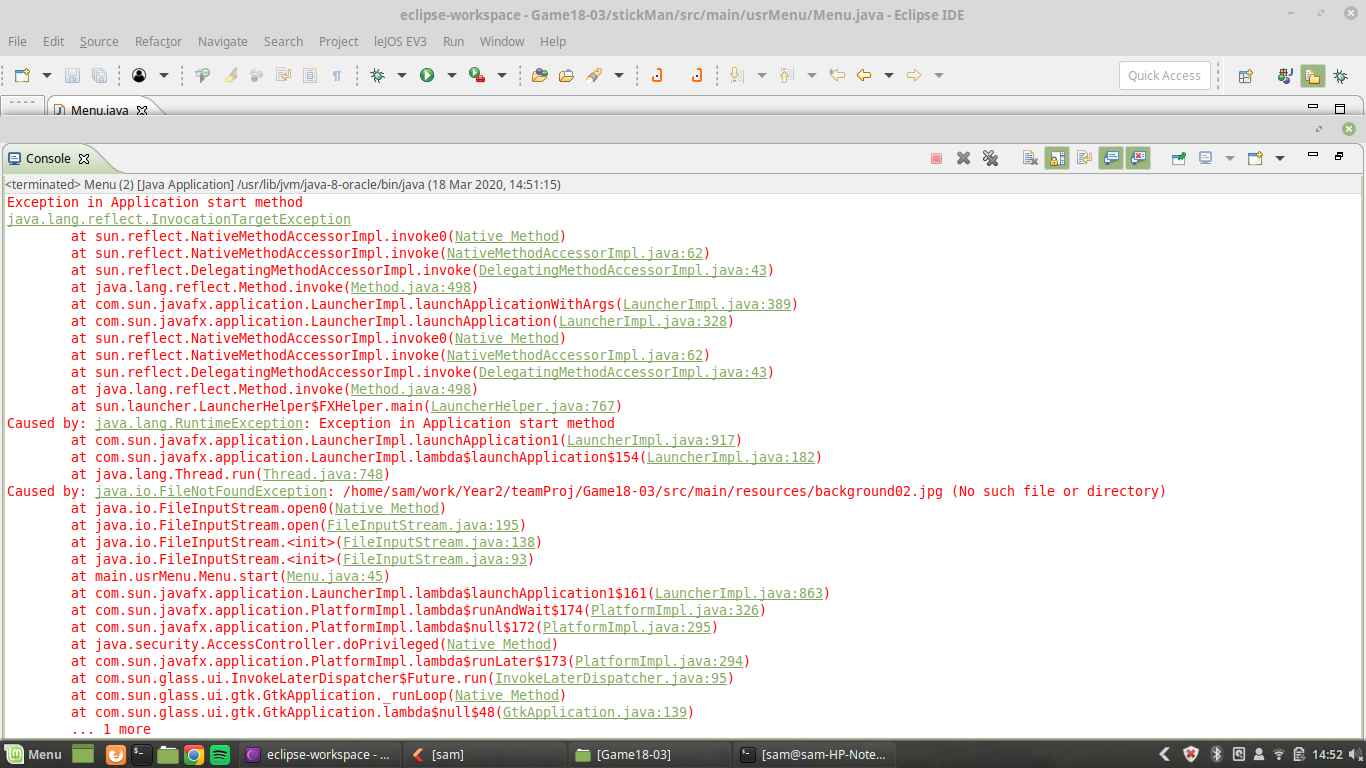 eclipse-workspace - Game18-03/stickMan/src/main/usrMenu/Menu.java - Eclipse IDE
File Edit Source Refactor Navigate Search Project leJOS EV3 Run Window Help
Quick Access
Menu.java
Console
<terminated> Menu (2) [Java Application] /usr/lib/jvm/java-8-oracle/bin/java (18 Mar 2020, 14:51:15)
Exception in Application start method
java.lang.reflect.InvocationTargetException
at sun.reflect.NativeMethodAccessorImpl.invoke0(Native Method)
at sun.reflect.NativeMethodAccessorImpl.invoke(NativeMethodAccessorImpl.java:62)
at sun.reflect.DelegatingMethodAccessorImpl.invoke(DelegatingMethodAccessorImpl.java:43)
at java.lang.reflect.Method.invoke(Method.java:498)
at com.sun.javafx.application.LauncherImpl.launchApplicationWithArgs(LauncherImpl.java:389)
at com.sun.javafx.application.LauncherImpl.launchApplication(LauncherImpl.java:328)
at sun.reflect.NativeMethodAccessorImpl.invoke0(Native Method)
at sun.reflect.NativeMethodAccessorImpl.invoke(NativeMethodAccessorImpl.java:62)
at sun.reflect.DelegatingMethodAccessorImpl.invoke(DelegatingMethodAccessorImpl.java:43)
at java.lang.reflect.Method.invoke(Method.java:498)
at sun.launcher.LauncherHelper$FXHelper.main(LauncherHelper.java:767)
Caused by: java.lang.RuntimeException: Exception in Application start method
at com.sun.javafx.application.LauncherImpl.launchApplication1(LauncherImpl.java:917)
at com.sun.javafx.application.LauncherImpl.lambda$launchApplication$154(LauncherImpl.java:182)
at java.lang.Thread.run(Thread.java:748)
Caused by: java.io.FileNotFoundException: /home/sam/work/Year2/teamProj/Game18-03/src/main/resources/background02.jpg (No such file or directory)
at java.io.FileInputStream.open0(Native Method)
at java.io.FileInputStream.open(FileInputStream.java:195)
at java.io.FileInputStream.<init>(FileInputStream.java:138)
at java.io.FileInputStream.<init>(FileInputStream.java:93)
at main.usrMenu.Menu.start(Menu.java:45)
at com.sun.javafx.application.LauncherImpl.lambda$launchApplication1$161(LauncherImpl.java:863)
at com.sun.javafx.application.PlatformImpl.lambda$runAndWait$174(PlatformImpl.java:326)
at com.sun.javafx.application.PlatformImpl.lambda$null$172(PlatformImpl.java:295)
at java.security.AccessController.doPrivileged(Native Method)
at com.sun.javafx.application.PlatformImpl.lambda$runLater$173(PlatformImpl.java:294)
at com.sun.glass.ui.InvokeLaterDispatcher$Future.run(InvokeLaterDispatcher.java:95)
at com.sun.glass.ui.gtk.GtkApplication._runLoop(Native Method)
at com.sun.glass.ui.gtk.GtkApplication.lambda$null$48(GtkApplication.java:139)
... 1 more
Menu eclipse-workspace - ... [sam] [Game18-03] [sam@sam-HP-Note... 14:52